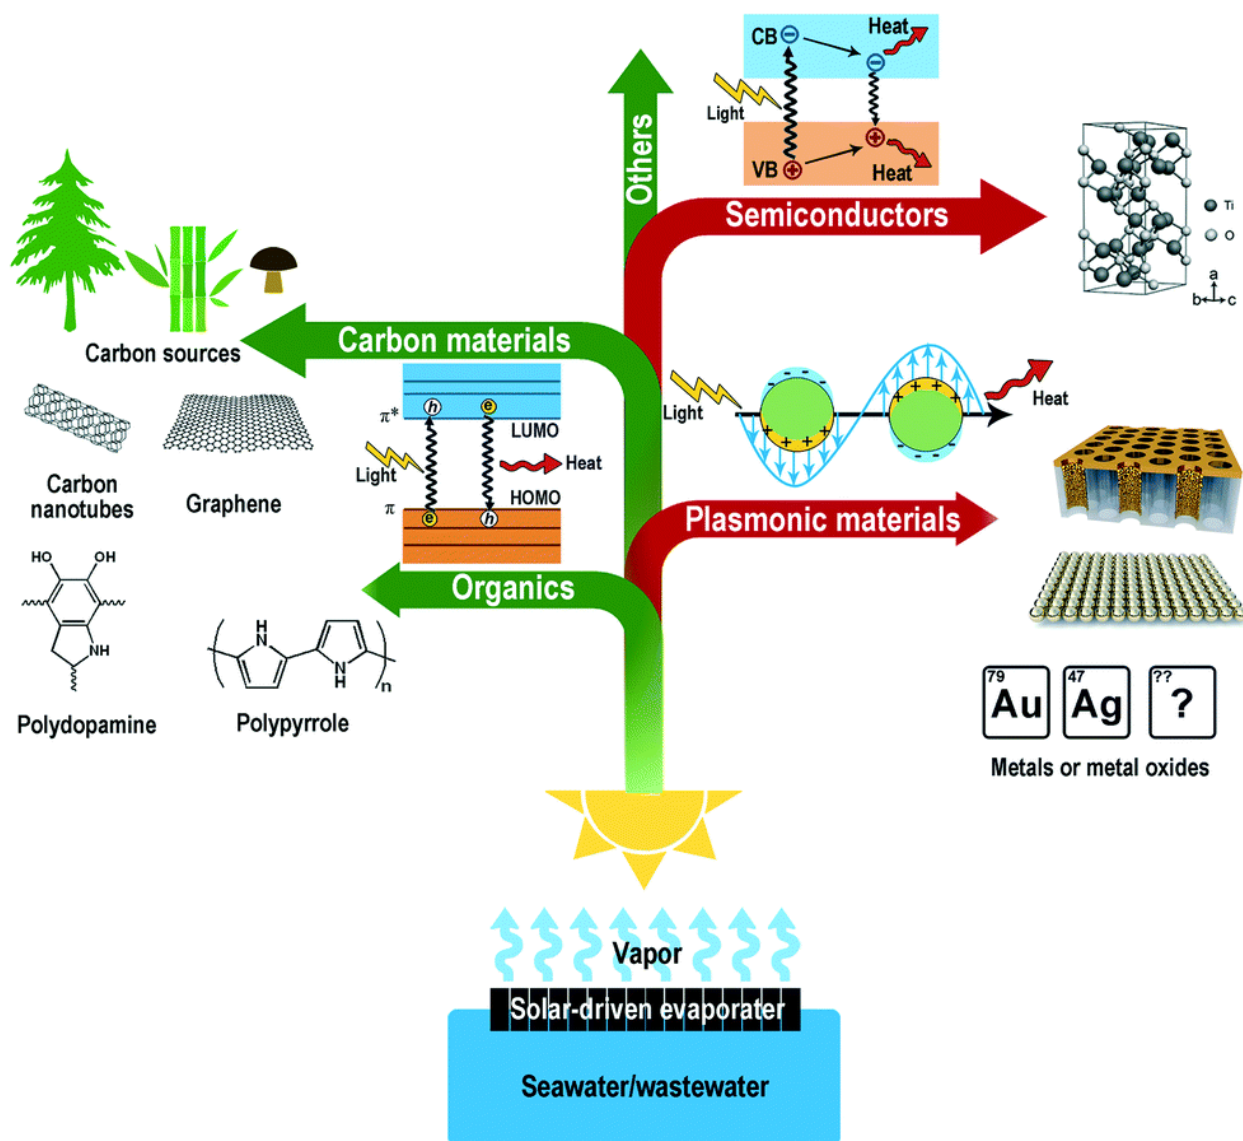 CB
Heat
Light
VB
Heat
Others
Semiconductors
Ti
O
a
b
c
Carbon sources
Carbon materials
Light
Heat
Carbon
nanotubes
Graphene
h
e
π*
LUMO
Light
Heat
HOMO
π
e
h
Plasmonic materials
Organics
HO
OH
NH
Polydopamine
H
N
N
H
n
Polypyrrole
79
Au
47
Ag
??
?
Metals or metal oxides
Vapor
Solar-driven evaporater
Seawater/wastewater